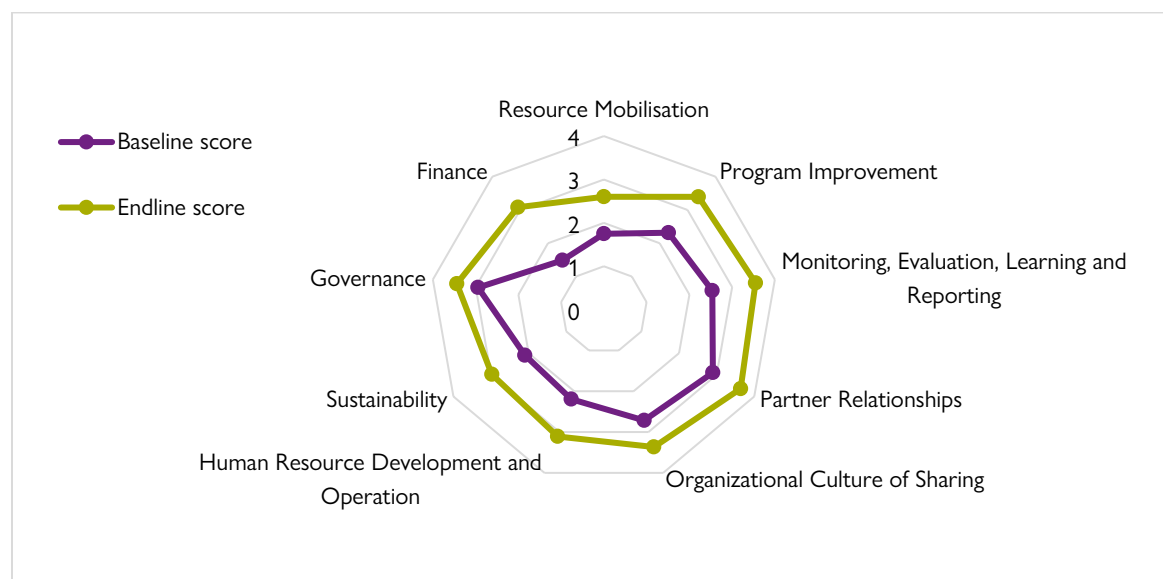 Resource Mobilisation
Baseline score
Endline score
4
3
2
1
0
Finance
Program Improvement
Governance
Monitoring, Evaluation, Learning and
Reporting
Sustainability
Partner Relationships
Human Resource Development and
Operation
Organizational Culture of Sharing